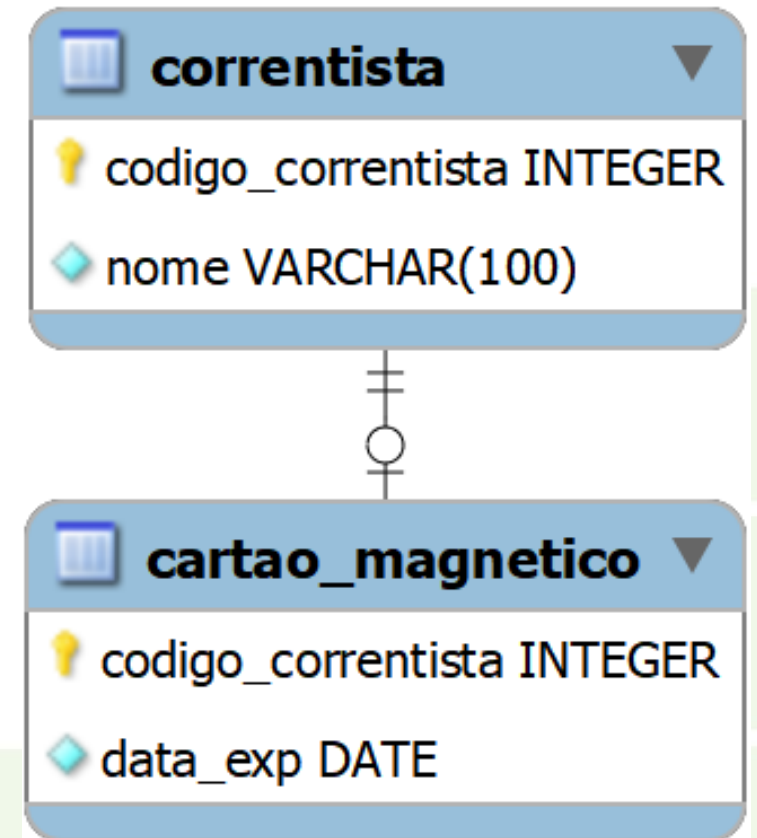 correntista
codigo_correntista INTEGER
nome VARCHAR(100)
cartao_magnetico
codigo_correntista INTEGER
data_exp DATE